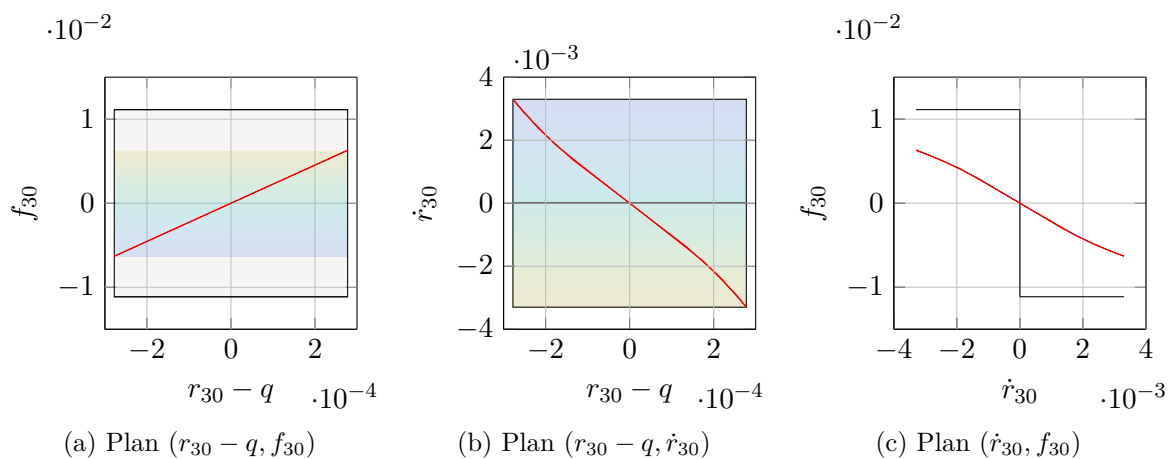 ·10⁻²
1
0
−1
f₃₀
−2 0 2
r₃₀ − q ·10⁻⁴
(a) Plan (r₃₀ − q, f₃₀)
·10⁻³
4
2
0
−2
−4
ṙ₃₀
−2 0 2
r₃₀ − q ·10⁻⁴
(b) Plan (r₃₀ − q, ṙ₃₀)
·10⁻²
1
0
−1
f₃₀
−4 −2 0 2 4
ṙ₃₀ ·10⁻³
(c) Plan (ṙ₃₀, f₃₀)